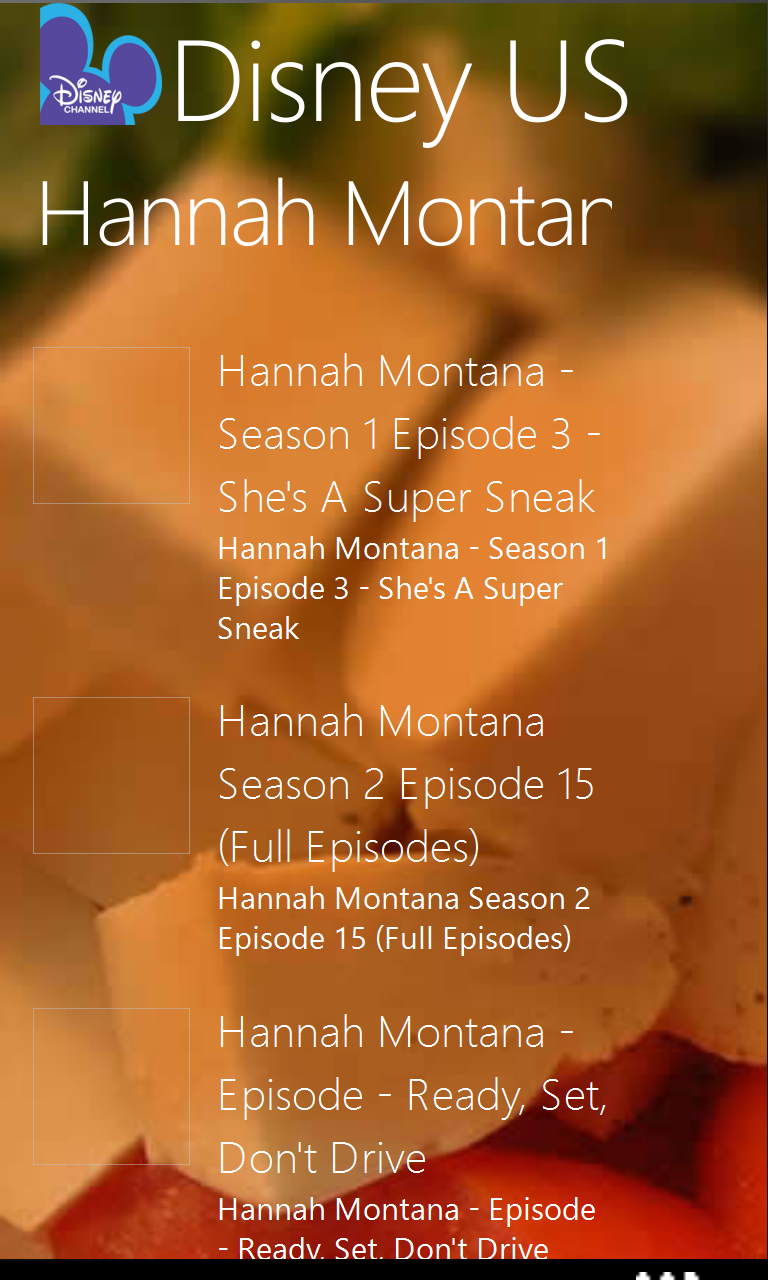 Disney
CHANNEL
Disney US
Hannah Montan
Hannah Montana -
Season 1 Episode 3 -
She's A Super Sneak
Hannah Montana - Season 1
Episode 3 - She's A Super
Sneak
Hannah Montana
Season 2 Episode 15
(Full Episodes)
Hannah Montana Season 2
Episode 15 (Full Episodes)
Hannah Montana -
Episode - Ready, Set,
Don't Drive
Hannah Montana - Episode
- Ready, Set, Don't Drive